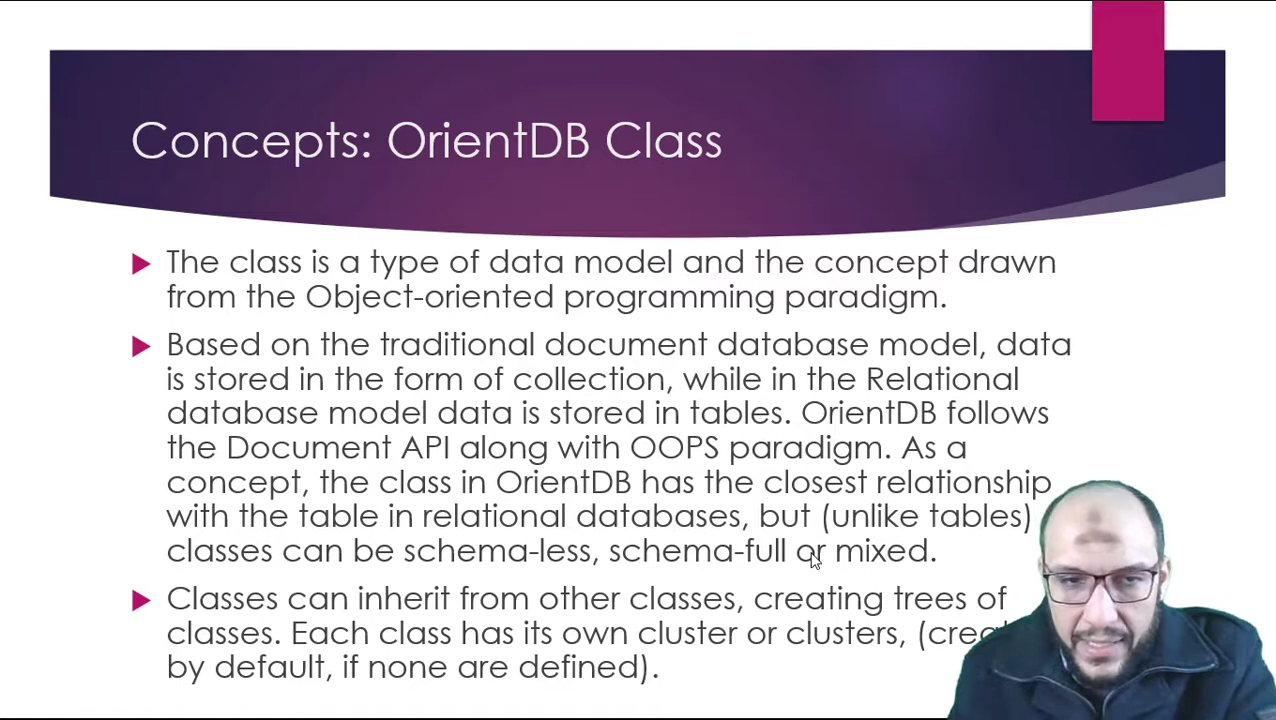 Concepts: OrientDB Class
The class is a type of data model and the concept drawn
from the Object-oriented programming paradigm.
Based on the traditional document database model, data
is stored in the form of collection, while in the Relational
database model data is stored in tables. OrientDB follows
the Document API along with OOPS paradigm. As a
concept, the class in OrientDB has the closest relationship
with the table in relational databases, but (unlike tables)
classes can be schema-less, schema-full or mixed.
Classes can inherit from other classes, creating trees of
classes. Each class has its own cluster or clusters,
by default, if none are defined).